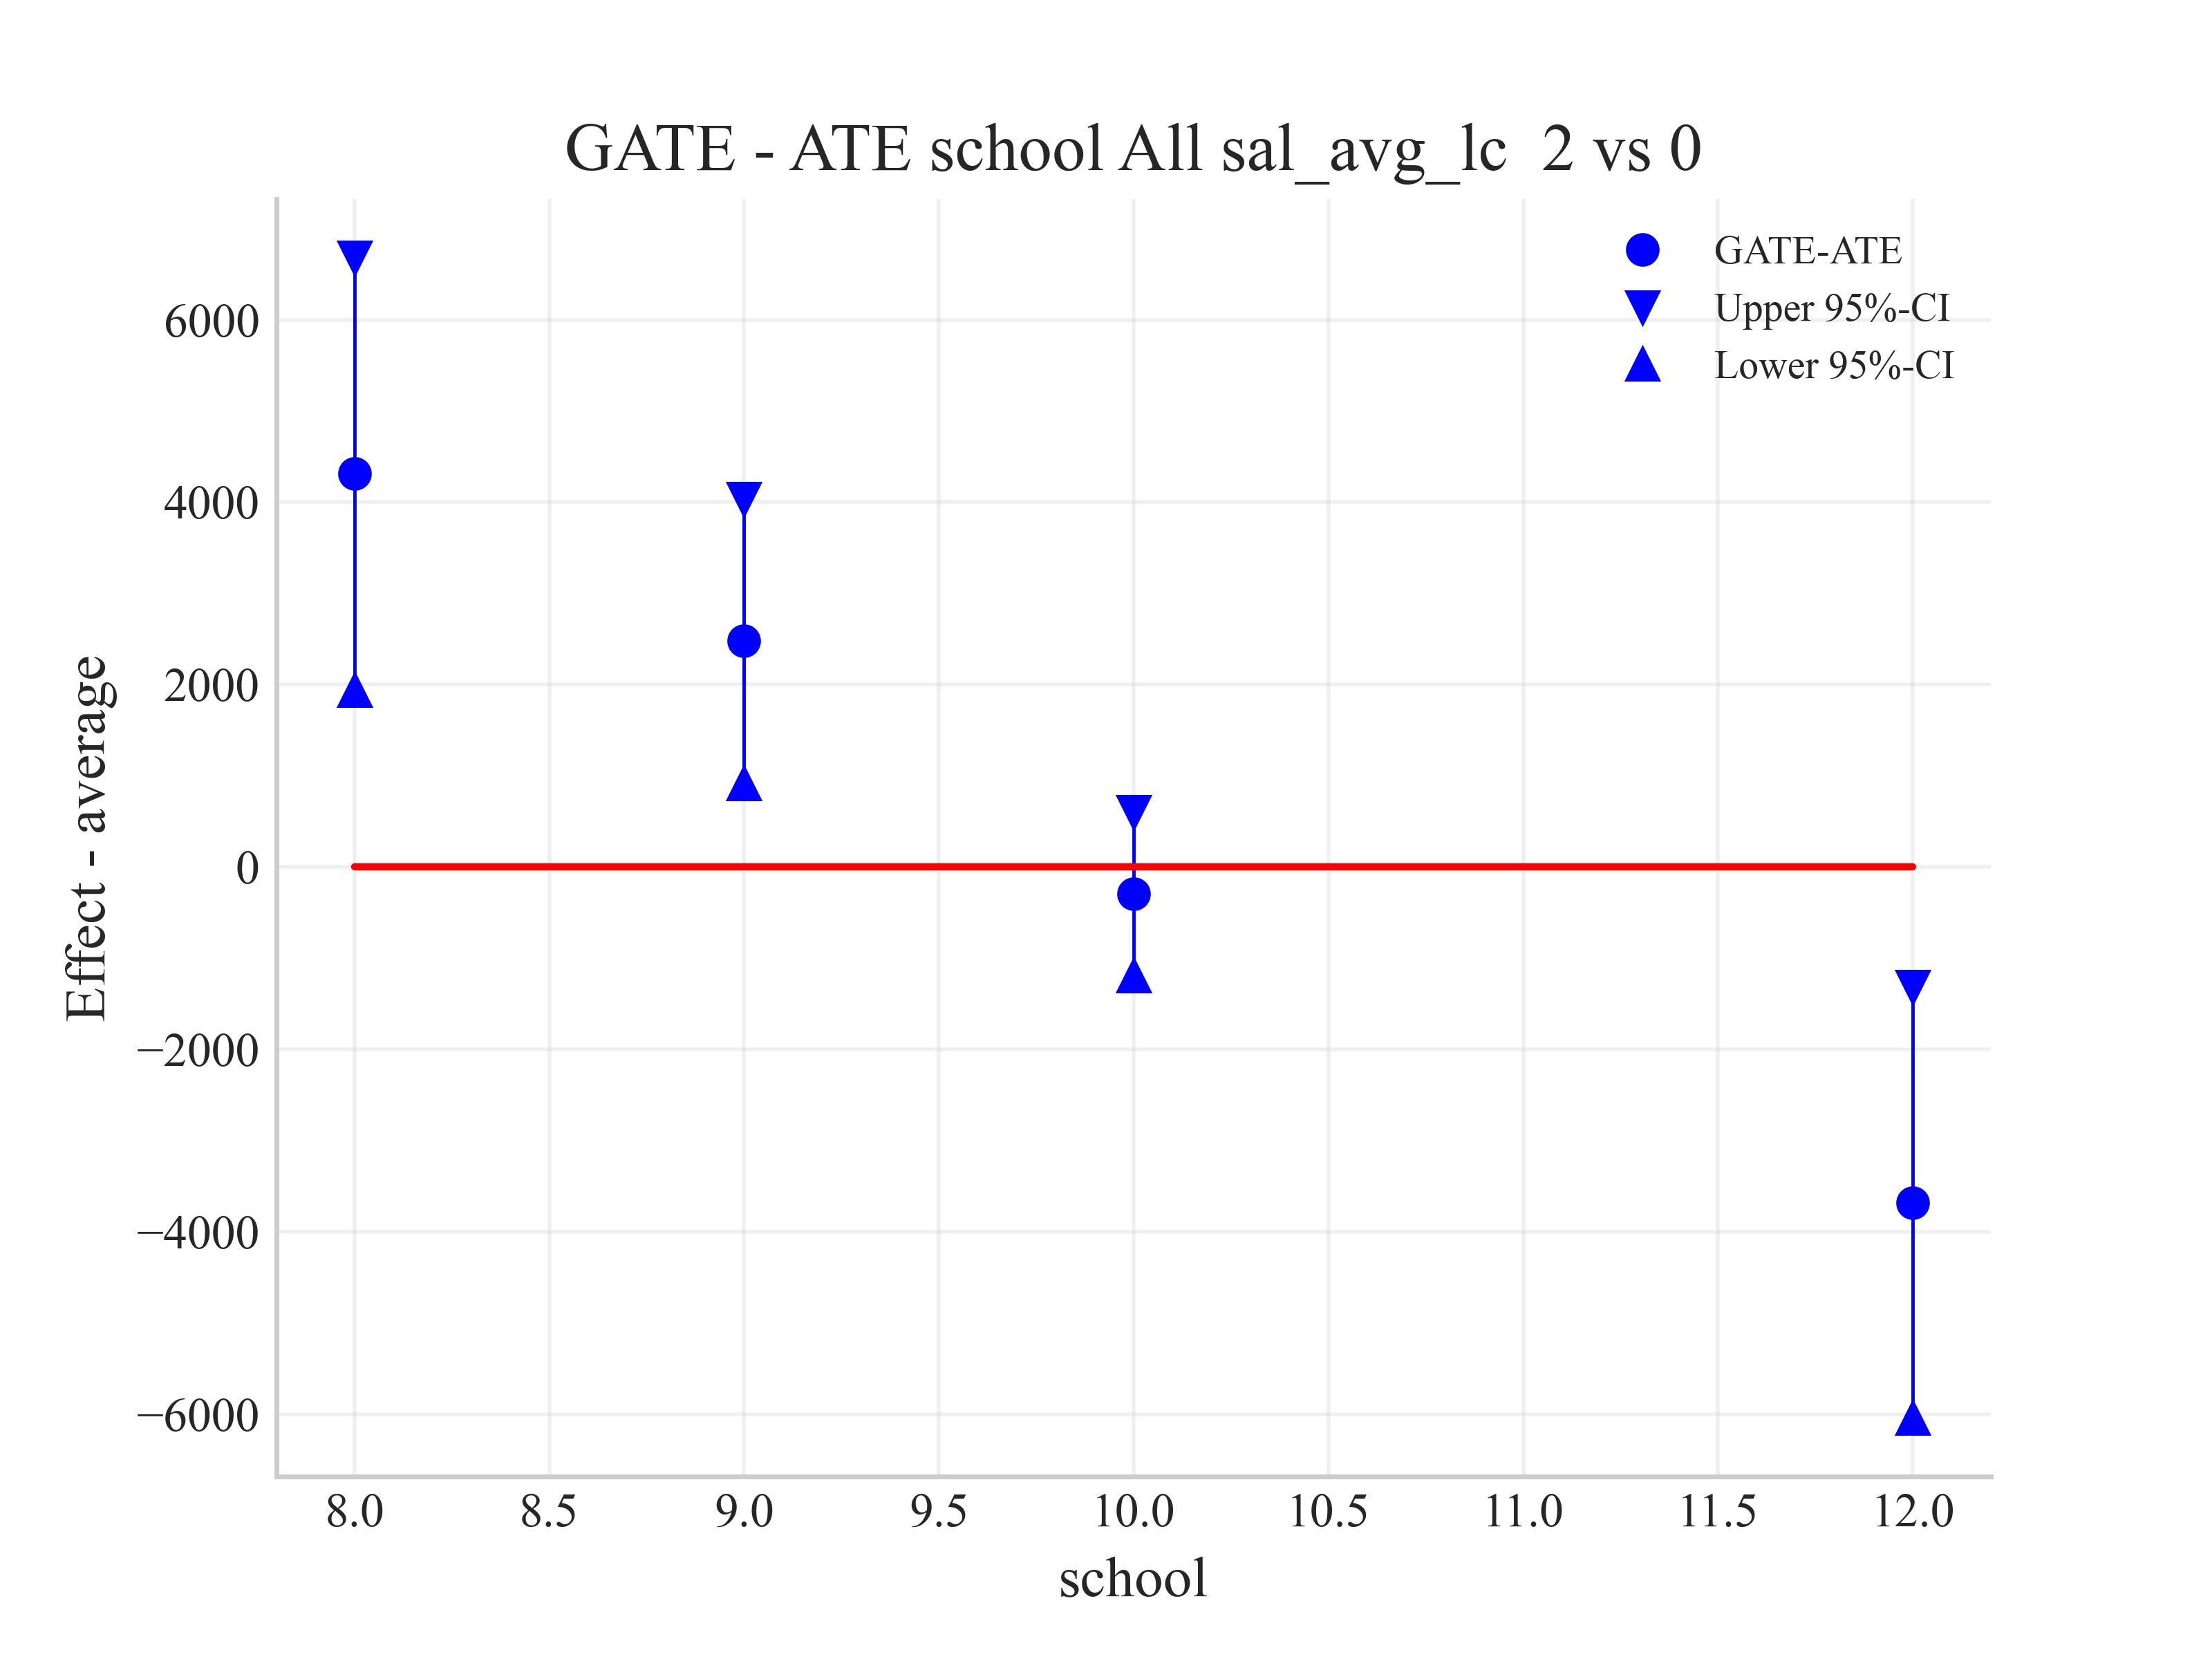 GATE - ATE school All sal_avg_lc  2 vs 0
GATE-ATE
Upper 95%-CI
Lower 95%-CI
Effect - average
6000
4000
2000
0
−2000
−4000
−6000
8.0 8.5 9.0 9.5 10.0 10.5 11.0 11.5 12.0
school